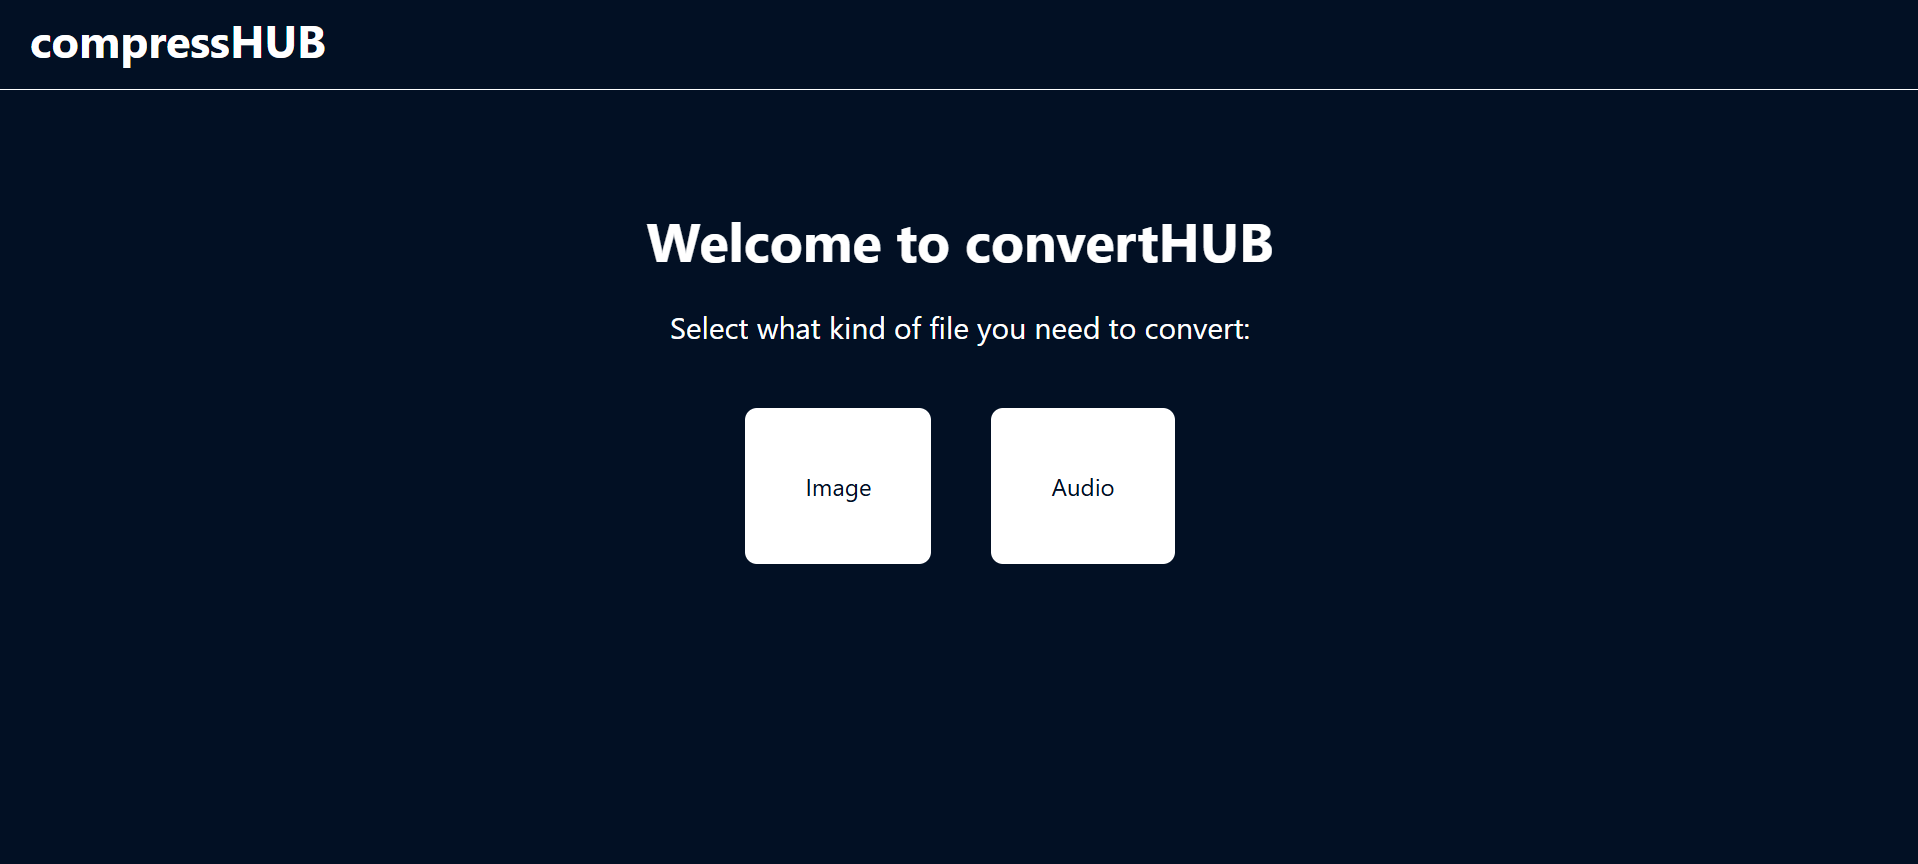 compressHUB
Welcome to convertHUB
Select what kind of file you need to convert:
Image
Audio